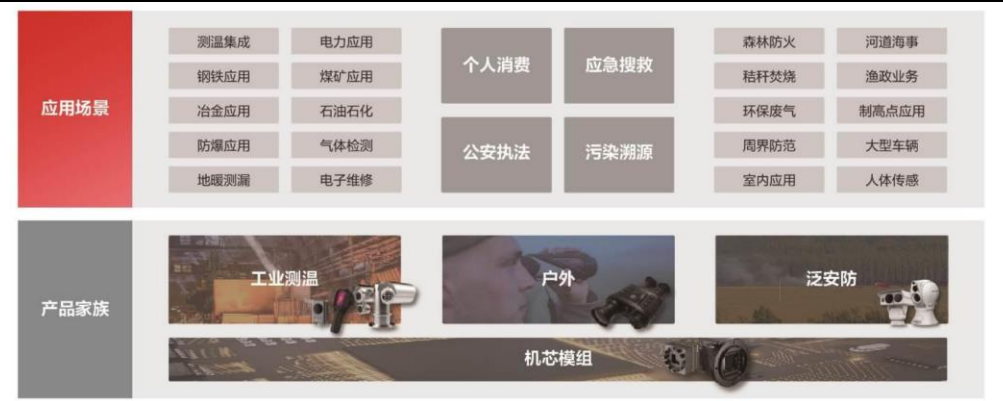 应用场景
测温集成 电力应用
钢铁应用 煤矿应用
冶金应用 石油石化
防爆应用 气体检测
地暖测漏 电子维修
个人消费 应急搜救
公安执法 污染溯源
森林防火 河道海事
秸秆焚烧 渔政业务
环保废气 制高点应用
周界防范 大型车辆
室内应用 人体传感
产品家族
工业测温
户外
泛安防
机芯模组